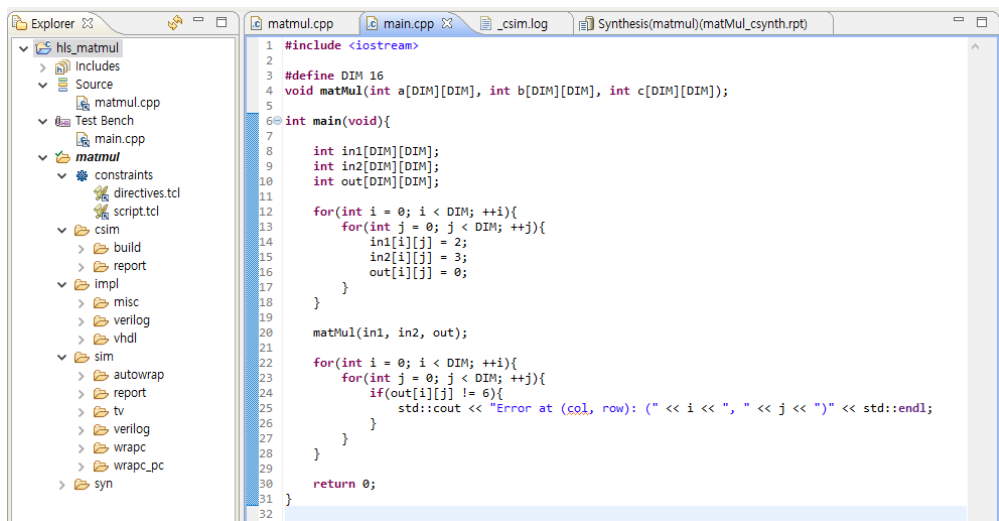 Explorer
hls_matmul
Includes
Source
matmul.cpp
Test Bench
main.cpp
matmul
constraints
directives.tcl
script.tcl
csim
build
report
impl
misc
verilog
vhdl
sim
autowrap
report
tv
verilog
wrapc
wrapc_pc
syn
matmul.cpp main.cpp _csim.log Synthesis(matmul)(matMul_csynth.rpt)
1 #include <iostream>
2
3 #define DIM 16
4 void matMul(int a[DIM][DIM], int b[DIM][DIM], int c[DIM][DIM]);
5
6 int main(void){
7
8     int in1[DIM][DIM];
9     int in2[DIM][DIM];
10     int out[DIM][DIM];
11
12     for(int i = 0; i < DIM; ++i){
13         for(int j = 0; j < DIM; ++j){
14             in1[i][j] = 2;
15             in2[i][j] = 3;
16             out[i][j] = 0;
17         }
18     }
19
20     matMul(in1, in2, out);
21
22     for(int i = 0; i < DIM; ++i){
23         for(int j = 0; j < DIM; ++j){
24             if(out[i][j] != 6){
25                 std::cout << "Error at (col, row): (" << i << ", " << j << ")" << std::endl;
26             }
27         }
28     }
29
30     return 0;
31 }
32